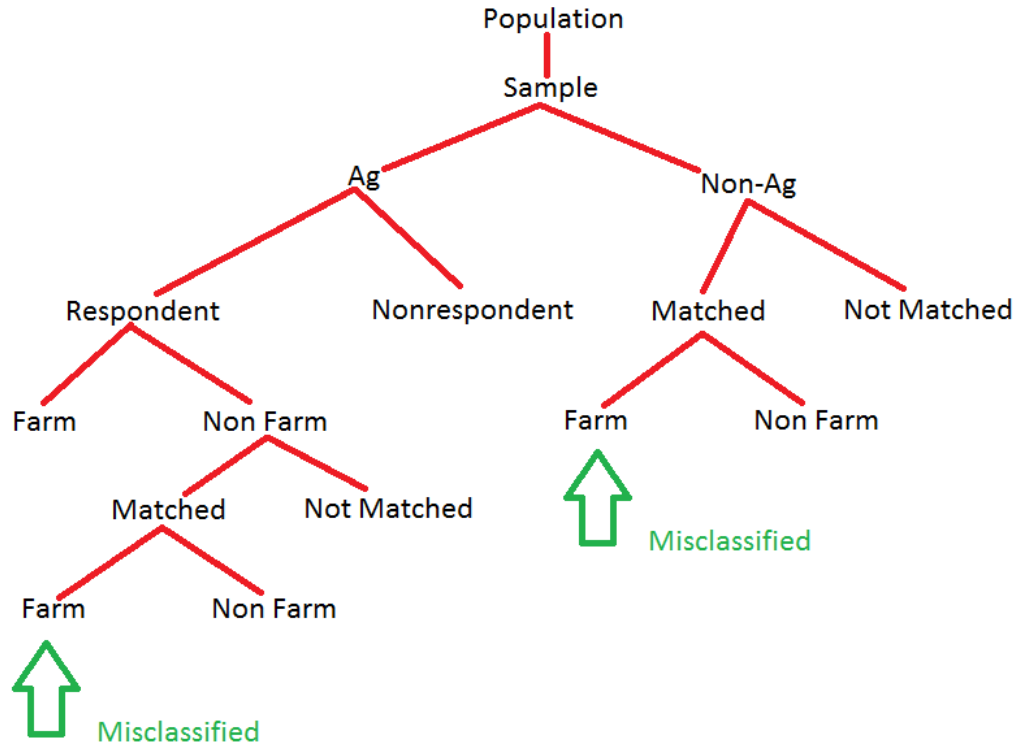 Population
Sample
Ag
Non-Ag
Respondent
Nonrespondent
Matched
Not Matched
Farm
Non Farm
Farm
Non Farm
Matched
Not Matched
Misclassified
Farm
Non Farm
Misclassified